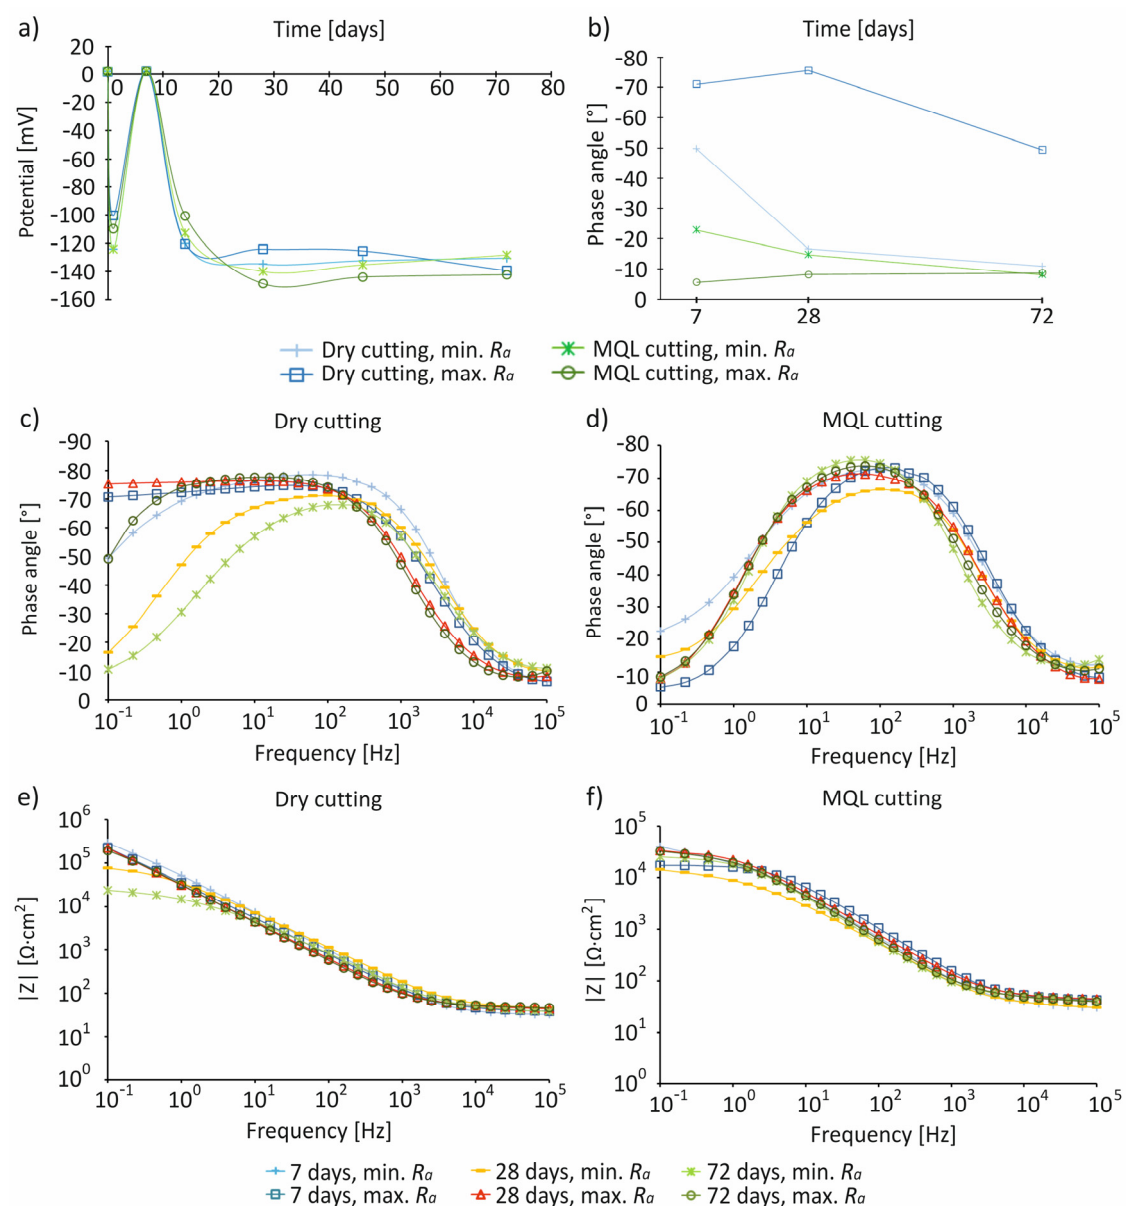 a)
Time [days]
20
0
-20
-40
-60
-80
-100
-120
-140
-160
0 10 20 30 40 50 60 70 80
Potential [mV]
b)
Time [days]
-80
-70
-60
-50
-40
-30
-20
-10
0
7 28 72
Phase angle [°]
Dry cutting, min. Ra
MQL cutting, min. Ra
Dry cutting, max. Ra
MQL cutting, max. Ra
c)
Dry cutting
-90
-80
-70
-60
-50
-40
-30
-20
-10
0
10⁻¹ 10⁰ 10¹ 10² 10³ 10⁴ 10⁵
Phase angle [°]
Frequency [Hz]
d)
MQL cutting
-80
-70
-60
-50
-40
-30
-20
-10
0
10⁻¹ 10⁰ 10¹ 10² 10³ 10⁴ 10⁵
Phase angle [°]
Frequency [Hz]
e)
Dry cutting
10⁶
10⁵
10⁴
10³
10²
10¹
10⁰
10⁻¹ 10⁰ 10¹ 10² 10³ 10⁴ 10⁵
|Z| [Ω·cm²]
Frequency [Hz]
f)
MQL cutting
10⁵
10⁴
10³
10²
10¹
10⁰
10⁻¹ 10⁰ 10¹ 10² 10³ 10⁴ 10⁵
|Z| [Ω·cm²]
Frequency [Hz]
7 days, min. Ra
28 days, min. Ra
72 days, min. Ra
7 days, max. Ra
28 days, max. Ra
72 days, max. Ra